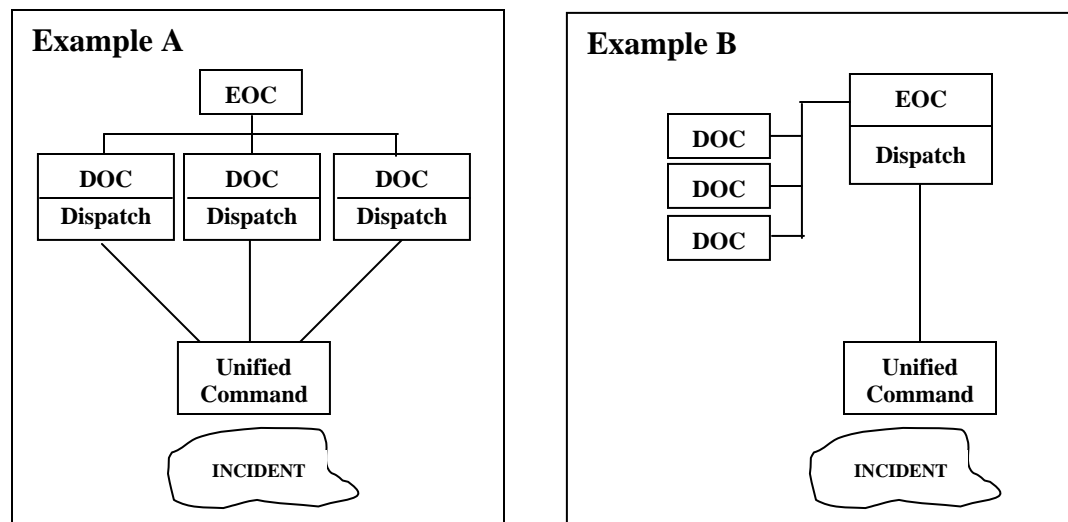 Example A
EOC
DOC
DOC
DOC
Dispatch
Dispatch
Dispatch
Unified
Command
INCIDENT
Example B
EOC
Dispatch
DOC
DOC
DOC
Unified
Command
INCIDENT